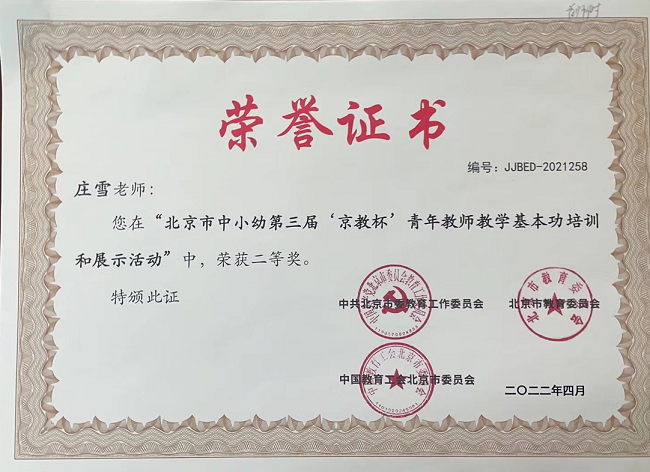 荣誉证书
编号：JJBED-2021258
庄雪老师：
您在“北京市中小幼第三届‘京教杯’青年教师教学基本功培训
和展示活动”中，荣获二等奖。
特颁此证
中共北京市委教育工作委员会 北京市教育委员会
中国教育工会北京市委员会
二〇二二年四月